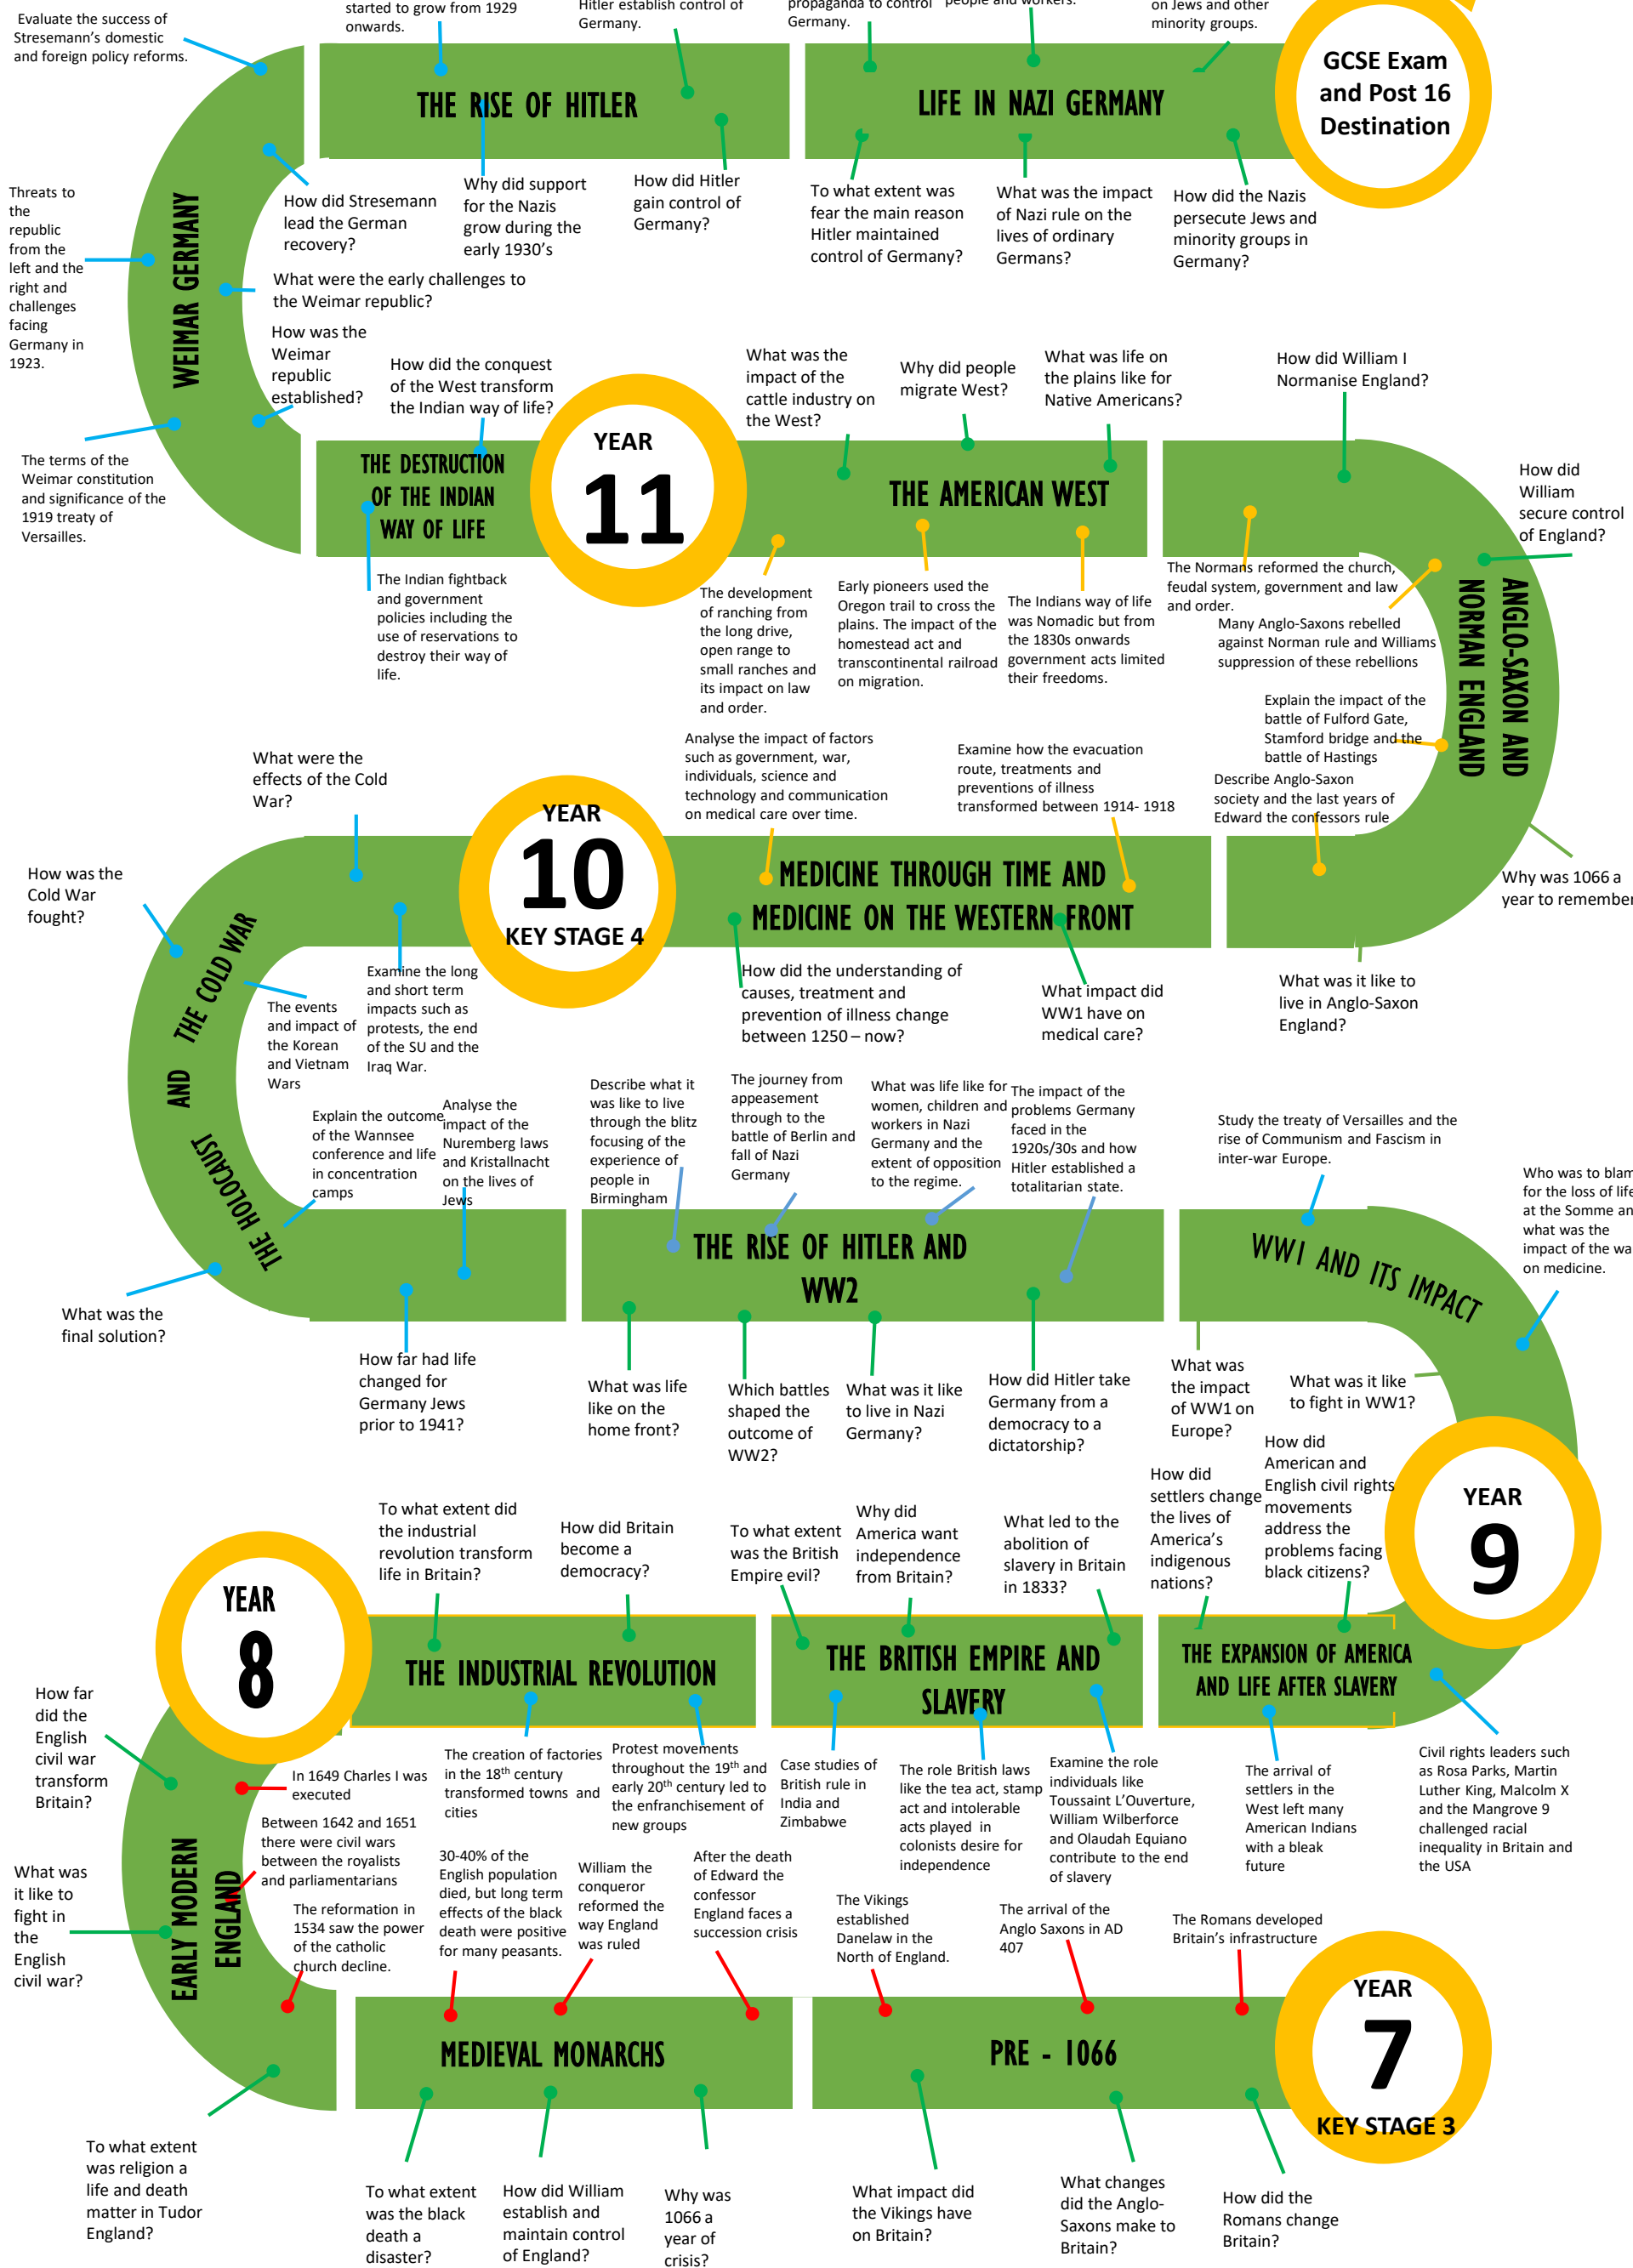 Evaluate the success of
Stresemann's domestic
and foreign policy reforms.
started to grow from 1929
onwards.
Hitler establish control of
Germany.
propaganda to control
Germany.
people and workers.
on Jews and other
minority groups.
GCSE Exam
and Post 16
Destination
THE RISE OF HITLER
LIFE IN NAZI GERMANY
Threats to
the
republic
from the
left and the
right and
challenges
facing
Germany in
1923.
WEIMAR GERMANY
How did Stresemann
lead the German
recovery?
Why did support
for the Nazis
grow during the
early 1930's
How did Hitler
gain control of
Germany?
To what extent was
fear the main reason
Hitler maintained
control of Germany?
What was the impact
of Nazi rule on the
lives of ordinary
Germans?
How did the Nazis
persecute Jews and
minority groups in
Germany?
What were the early challenges to
the Weimar republic?
How was the
Weimar
republic
established?
The terms of the
Weimar constitution
and significance of the
1919 treaty of
Versailles.
How did the conquest
of the West transform
the Indian way of life?
THE DESTRUCTION
OF THE INDIAN
WAY OF LIFE
The Indian fightback
and government
policies including the
use of reservations to
destroy their way of
life.
YEAR
11
What was the
impact of the
cattle industry on
the West?
Why did people
migrate West?
What was life on
the plains like for
Native Americans?
How did William I
Normanise England?
THE AMERICAN WEST
How did
William
secure control
of England?
The development
of ranching from
the long drive,
open range to
small ranches and
its impact on law
and order.
Early pioneers used the
Oregon trail to cross the
plains. The impact of the
homestead act and
transcontinental railroad
on migration.
The Indians way of life
was Nomadic but from
the 1830s onwards
government acts limited
their freedoms.
The Normans reformed the church,
feudal system, government and law
and order.
Many Anglo-Saxons rebelled
against Norman rule and Williams
suppression of these rebellions
ANGLO-SAXON AND
NORMAN ENGLAND
Explain the impact of the
battle of Fulford Gate,
Stamford bridge and the
battle of Hastings
Describe Anglo-Saxon
society and the last years of
Edward the confessors rule
Why was 1066 a
year to remember
What was it like to
live in Anglo-Saxon
England?
What were the
effects of the Cold
War?
YEAR
10
KEY STAGE 4
Analyse the impact of factors
such as government, war,
individuals, science and
technology and communication
on medical care over time.
Examine how the evacuation
route, treatments and
preventions of illness
transformed between 1914- 1918
MEDICINE THROUGH TIME AND
MEDICINE ON THE WESTERN FRONT
How did the understanding of
causes, treatment and
prevention of illness change
between 1250 – now?
What impact did
WW1 have on
medical care?
How was the
Cold War
fought?
THE HOLOCAUST AND THE COLD WAR
The events
and impact of
the Korean
and Vietnam
Wars
Examine the long
and short term
impacts such as
protests, the end
of the SU and the
Iraq War.
Explain the outcome
of the Wannsee
conference and life
in concentration
camps
Analyse the
impact of the
Nuremberg laws
and Kristallnacht
on the lives of
Jews
Describe what it
was like to live
through the blitz
focusing of the
experience of
people in
Birmingham
The journey from
appeasement
through to the
battle of Berlin and
fall of Nazi
Germany
What was life like for
women, children and
workers in Nazi
Germany and the
extent of opposition
to the regime.
The impact of the
problems Germany
faced in the
1920s/30s and how
Hitler established a
totalitarian state.
Study the treaty of Versailles and the
rise of Communism and Fascism in
inter-war Europe.
Who was to blam
for the loss of life
at the Somme an
what was the
impact of the wa
on medicine.
THE RISE OF HITLER AND
WW2
WWI AND ITS IMPACT
What was the
final solution?
How far had life
changed for
Germany Jews
prior to 1941?
What was life
like on the
home front?
Which battles
shaped the
outcome of
WW2?
What was it like
to live in Nazi
Germany?
How did Hitler take
Germany from a
democracy to a
dictatorship?
What was
the impact
of WW1 on
Europe?
What was it like
to fight in WW1?
YEAR
9
YEAR
8
To what extent did
the industrial
revolution transform
life in Britain?
How did Britain
become a
democracy?
To what extent
was the British
Empire evil?
Why did
America want
independence
from Britain?
What led to the
abolition of
slavery in Britain
in 1833?
How did
settlers change
the lives of
America's
indigenous
nations?
How did
American and
English civil rights
movements
address the
problems facing
black citizens?
THE INDUSTRIAL REVOLUTION
THE BRITISH EMPIRE AND
SLAVERY
THE EXPANSION OF AMERICA
AND LIFE AFTER SLAVERY
How far
did the
English
civil war
transform
Britain?
In 1649 Charles I was
executed
The creation of factories
in the 18th century
transformed towns and
cities
Protest movements
throughout the 19th and
early 20th century led to
the enfranchisement of
new groups
Case studies of
British rule in
India and
Zimbabwe
The role British laws
like the tea act, stamp
act and intolerable
acts played in
colonists desire for
independence
Examine the role
individuals like
Toussaint L'Ouverture,
William Wilberforce
and Olaudah Equiano
contribute to the end
of slavery
The arrival of
settlers in the
West left many
American Indians
with a bleak
future
Civil rights leaders such
as Rosa Parks, Martin
Luther King, Malcolm X
and the Mangrove 9
challenged racial
inequality in Britain and
the USA
What was
it like to
fight in
the
English
civil war?
EARLY MODERN
ENGLAND
Between 1642 and 1651
there were civil wars
between the royalists
and parliamentarians
The reformation in
1534 saw the power
of the catholic
church decline.
30-40% of the
English population
died, but long term
effects of the black
death were positive
for many peasants.
William the
conqueror
reformed the
way England
was ruled
After the death
of Edward the
confessor
England faces a
succession crisis
The Vikings
established
Danelaw in the
North of England.
The arrival of the
Anglo Saxons in AD
407
The Romans developed
Britain's infrastructure
YEAR
7
KEY STAGE 3
MEDIEVAL MONARCHS
PRE - 1066
To what extent
was religion a
life and death
matter in Tudor
England?
To what extent
was the black
death a
disaster?
How did William
establish and
maintain control
of England?
Why was
1066 a
year of
crisis?
What impact did
the Vikings have
on Britain?
What changes
did the Anglo-
Saxons make to
Britain?
How did the
Romans change
Britain?